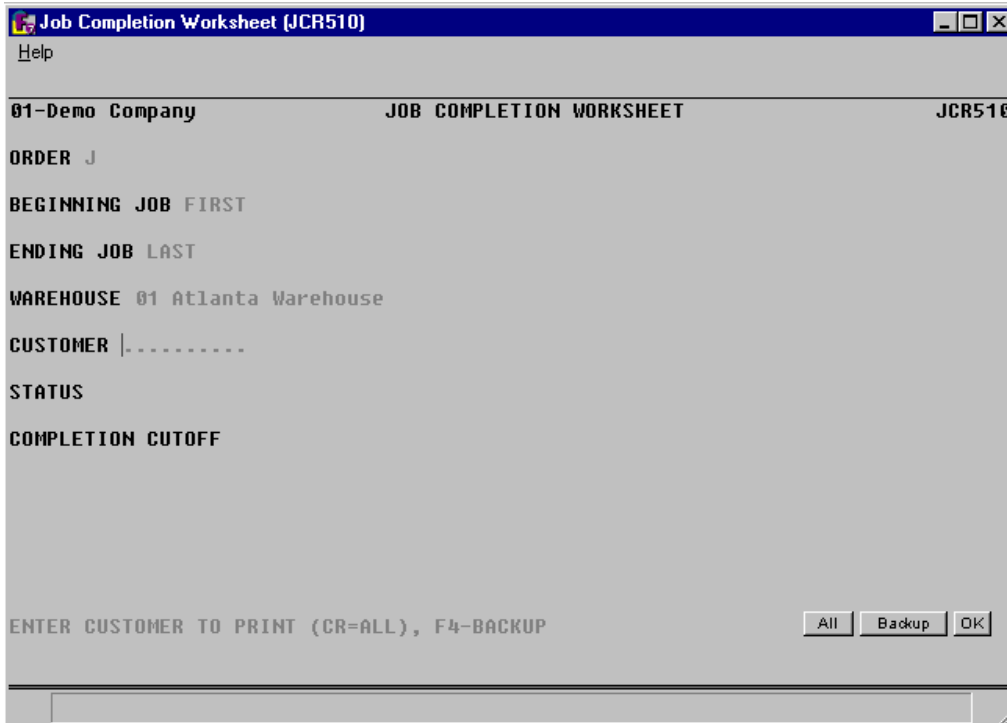 Job Completion Worksheet (JCR510)
Help
01-Demo Company JOB COMPLETION WORKSHEET JCR510
ORDER J
BEGINNING JOB FIRST
ENDING JOB LAST
WAREHOUSE 01 Atlanta Warehouse
CUSTOMER ..........
STATUS
COMPLETION CUTOFF
ENTER CUSTOMER TO PRINT (CR=ALL), F4-BACKUP All Backup OK